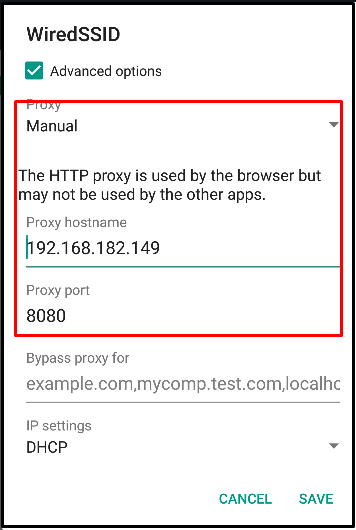 WiredSSID
Advanced options
Proxy
Manual
The HTTP proxy is used by the browser but
may not be used by the other apps.
Proxy hostname
192.168.182.149
Proxy port
8080
Bypass proxy for
example.com,mycomp.test.com,localho
IP settings
DHCP
CANCEL SAVE